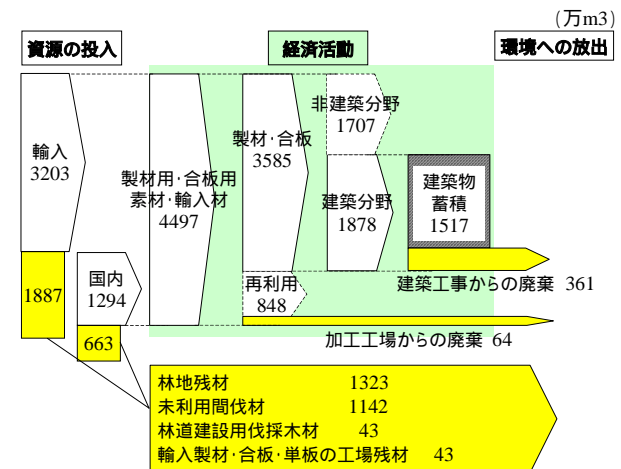 (万m3)
資源の投入
経済活動
環境への放出
輸入
3203
製材用・合板用
素材・輸入材
4497
製材・合板
3585
非建築分野
1707
建築分野
1878
建築物
蓄積
1517
1887
国内
1294
663
再利用
848
建築工事からの廃棄 361
加工工場からの廃棄 64
林地残材 1323
未利用間伐材 1142
林道建設用伐採木材 43
輸入製材・合板・単板の工場残材 43